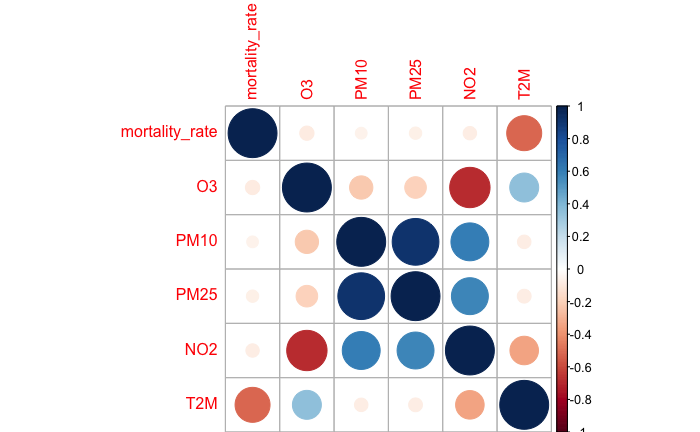 mortality_rate
O3
PM10
PM25
NO2
T2M
mortality_rate
O3
PM10
PM25
NO2
T2M
1
0.8
0.6
0.4
0.2
0
-0.2
-0.4
-0.6
-0.8
-1